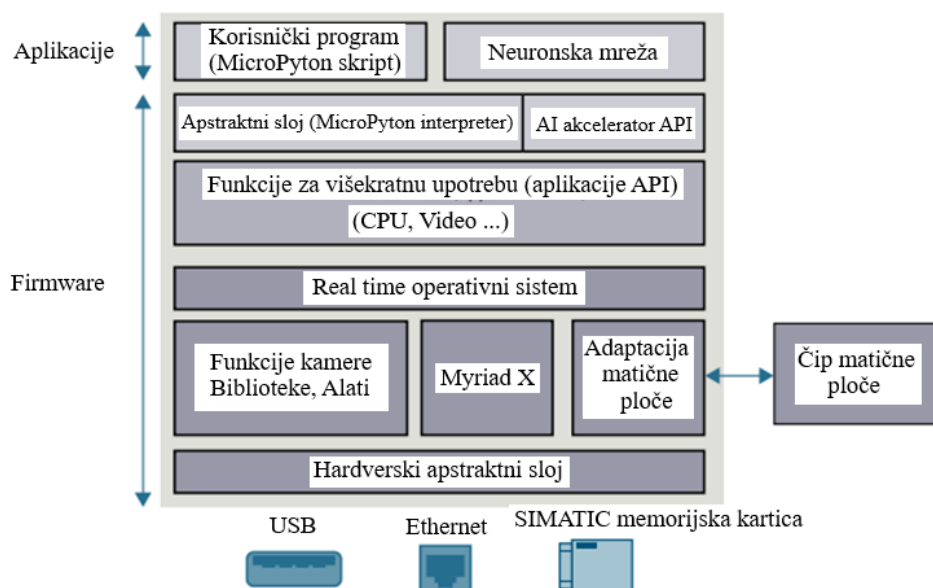 Aplikacije
Korisnički program
(MicroPyton skript)
Neuronska mreža
Apstraktni sloj (MicroPyton interpreter)
AI akcelerator API
Funkcije za višekratnu upotrebu (aplikacije API)
(CPU, Video ...)
Firmware
Real time operativni sistem
Funkcije kamere
Biblioteke, Alati
Myriad X
Adaptacija
matične
ploče
Čip matične
ploče
Hardverski apstraktni sloj
USB
Ethernet
SIMATIC memorijska kartica